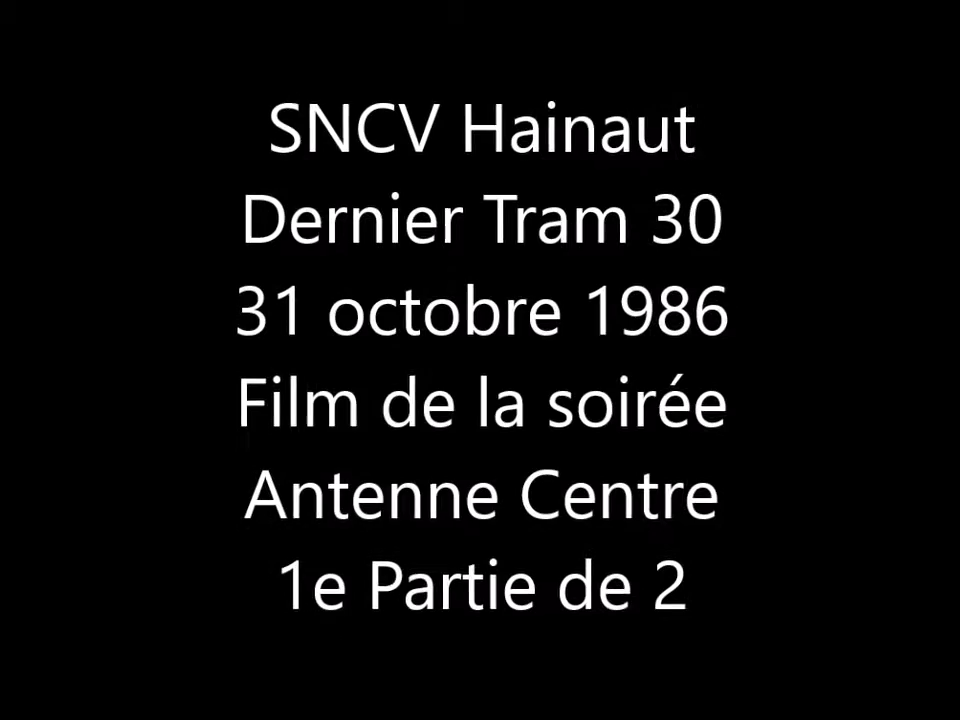 SNCV Hainaut
Dernier Tram 30
31 octobre 1986
Film de la soirée
Antenne Centre
1e Partie de 2